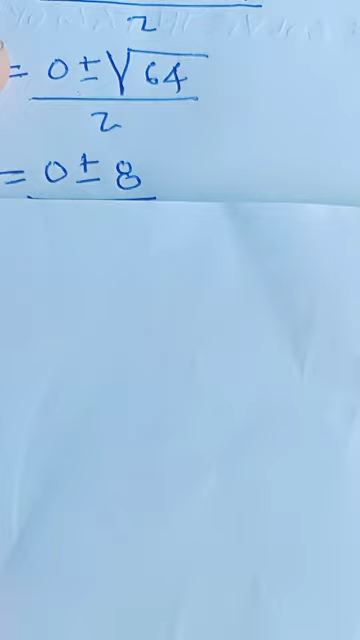 2
= 0 ± √64
2
= 0 ± 8